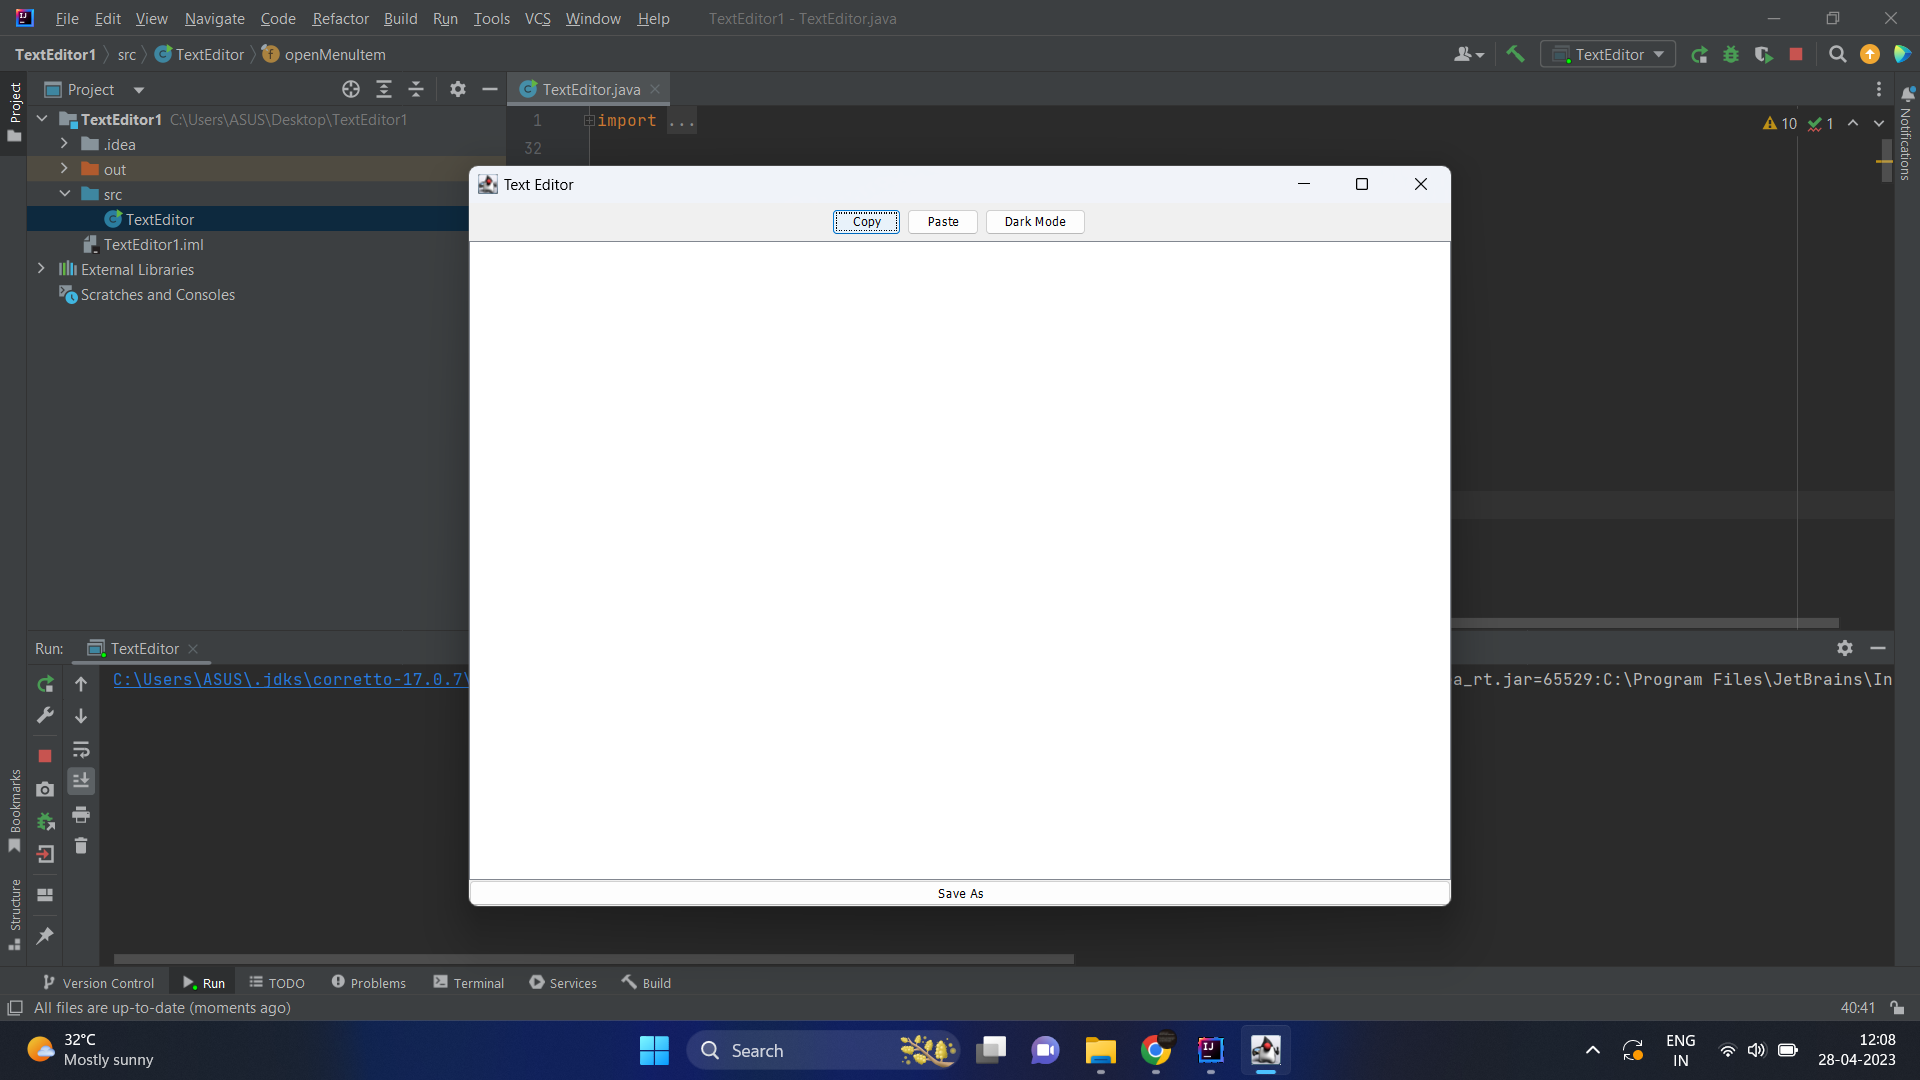 File Edit View Navigate Code Refactor Build Run Tools VCS Window Help TextEditor1 - TextEditor.java
TextEditor1 src TextEditor openMenuItem TextEditor
Project TextEditor.java
Project
TextEditor1 C:\Users\ASUS\Desktop\TextEditor1
1 import ...
10 1
.idea
32
Notifications
out
src
Text Editor
TextEditor
Copy Paste Dark Mode
TextEditor1.iml
External Libraries
Scratches and Consoles
Run: TextEditor
C:\Users\ASUS\.jdks\corretto-17.0.7\
a_rt.jar=65529:C:\Program Files\JetBrains\In
Bookmarks
Structure
Save As
Version Control Run TODO Problems Terminal Services Build
All files are up-to-date (moments ago) 40:41
32°C
Mostly sunny
Search
ENG
IN
12:08
28-04-2023